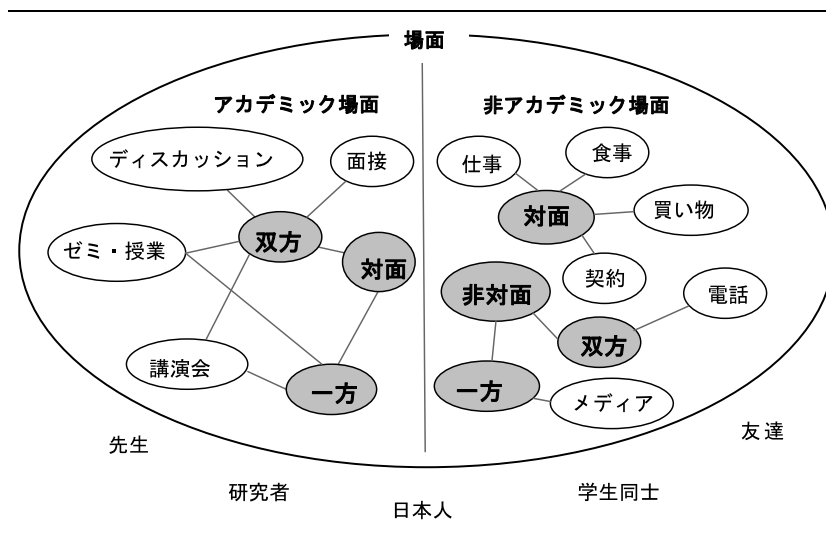 場面
アカデミック場面
非アカデミック場面
ディスカッション
面接
仕事
食事
双方
対面
ゼミ・授業
対面
買い物
講演会
一方
非対面
契約
電話
双方
一方
メディア
先生
研究者
日本人
学生同士
友達